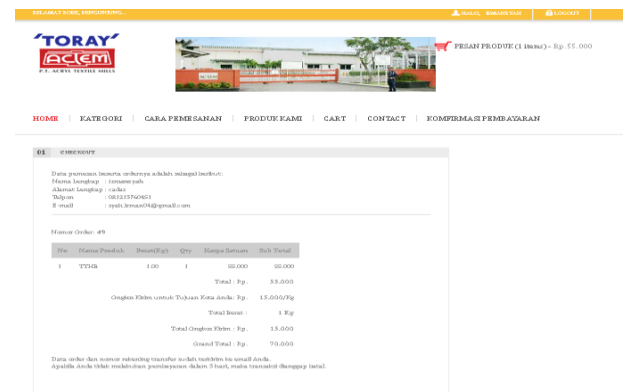 SELAMAT SORE, PENGUNJUNG...
HALO, IRMANSYAH LOGOUT
'TORAY'
ACTEM
P.T. ACRYL TEXTILE MILLS
PESAN PRODUK (1 items) - Rp. 55.000
HOME | KATEGORI | CARA PEMESANAN | PRODUK KAMI | CART | CONTACT | KOMFIRMASI PEMBAYARAN
01 CHECKOUT
Data pemesan beserta ordernya adalah sebagai berikut:
Nama Lengkap : irmansyah
Alamat Lengkap : cadas
Telpon :
E-mail : syah.irman04@gmail.com
Nomor Order: 49
No Nama Produk Berat(Kg) Qty Harga Satuan Sub Total
1 TTHB 1.00 1 55.000 55.000
Total : Rp. 55.000
Ongkos Kirim untuk Tujuan Kota Anda: Rp. 15.000/Kg
Total Berat : 1 Kg
Total Ongkos Kirim : Rp. 15.000
Grand Total : Rp. 70.000
Data order dan nomor rekening transfer sudah terkirim ke email Anda.
Apabila Anda tidak melakukan pembayaran dalam 3 hari, maka transaksi dianggap batal.